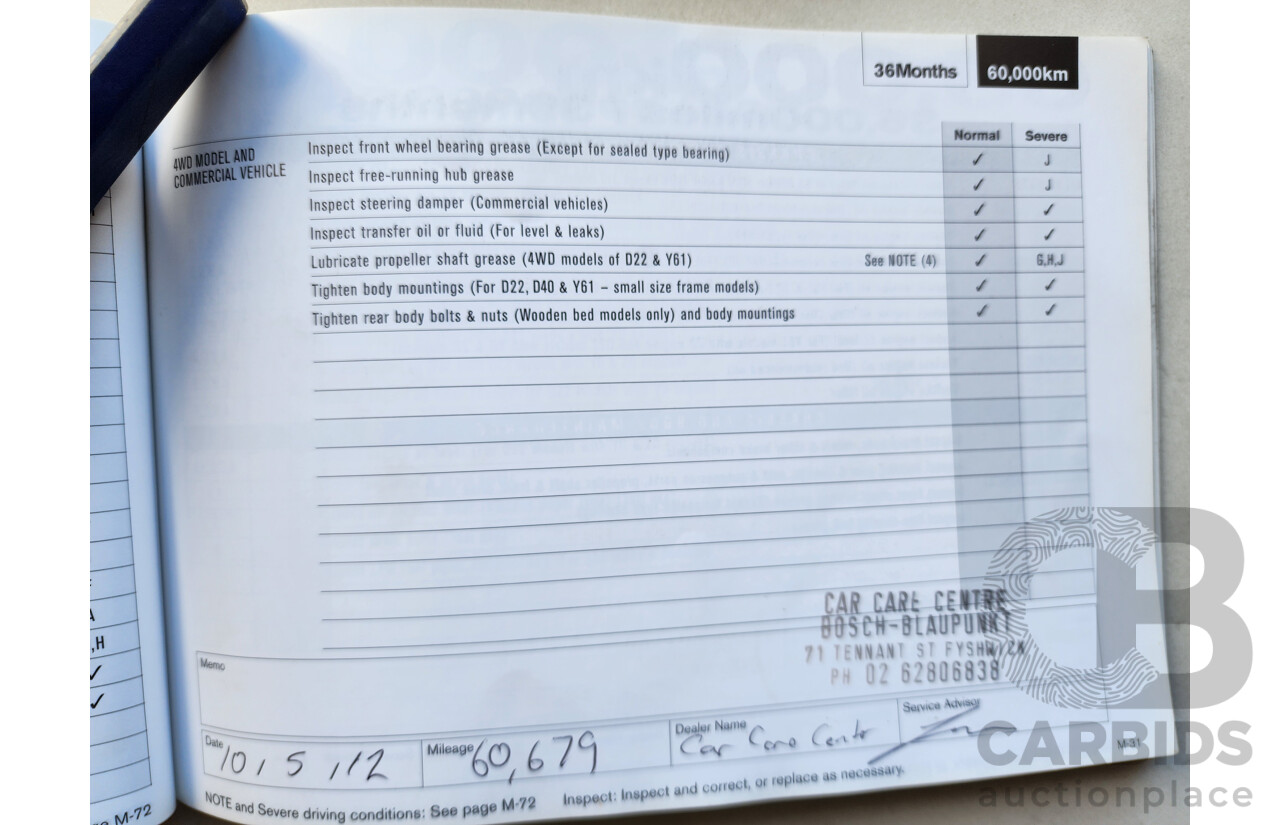 36Months 60,000km
Normal Severe
4WD MODEL AND
COMMERCIAL VEHICLE
Inspect front wheel bearing grease (Except for sealed type bearing) ✓ J
Inspect free-running hub grease ✓ J
Inspect steering damper (Commercial vehicles) ✓ ✓
Inspect transfer oil or fluid (For level & leaks) ✓ ✓
Lubricate propeller shaft grease (4WD models of D22 & Y61) See NOTE (4) ✓ G,H,J
Tighten body mountings (For D22, D40 & Y61 – small size frame models) ✓ ✓
Tighten rear body bolts & nuts (Wooden bed models only) and body mountings ✓ ✓
,H
✓
✓
CAR CARE CENTRE
BOSCH-BLAUPUNKT
71 TENNANT ST FYSHWICK
PH 02 62806838
Memo
Date 10 / 5 / 12 Mileage 60,679 Dealer Name Car Care Centr Service Advisor
M-31
NOTE and Severe driving conditions: See page M-72 Inspect: Inspect and correct, or replace as necessary.
M-72
CB
CARBIDS
auctionplace